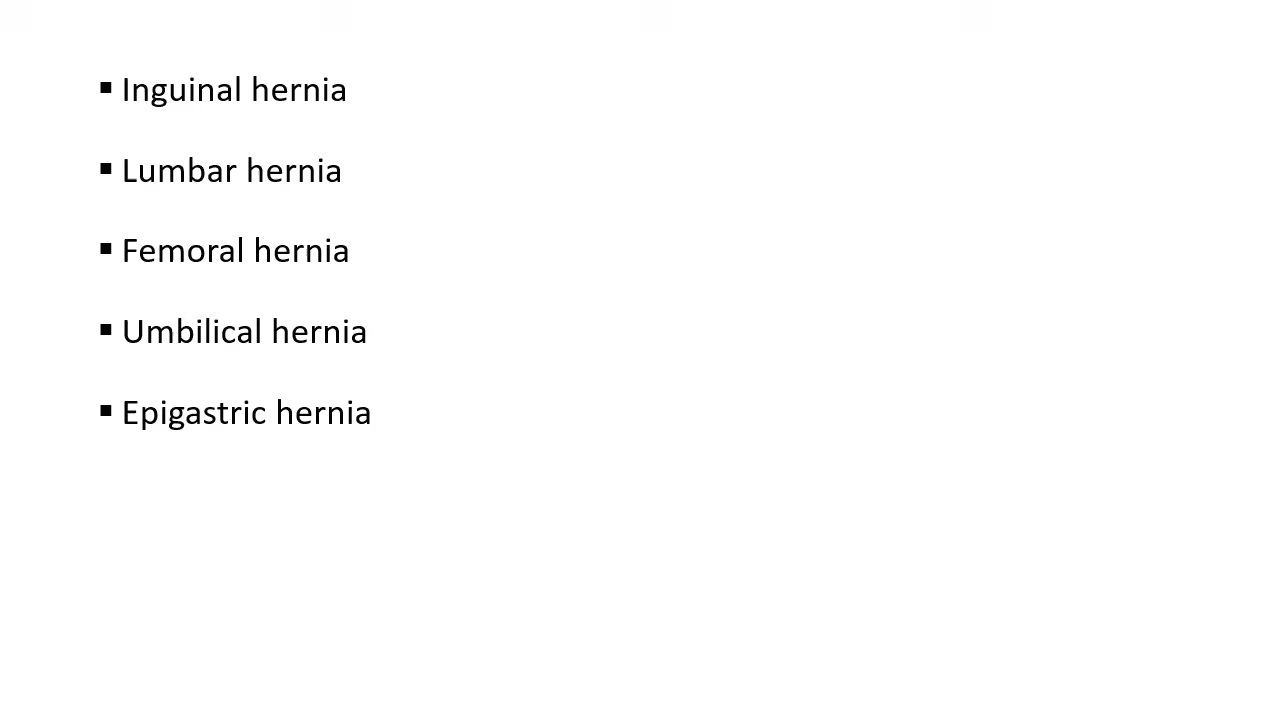 ▪ Inguinal hernia
▪ Lumbar hernia
▪ Femoral hernia
▪ Umbilical hernia
▪ Epigastric hernia